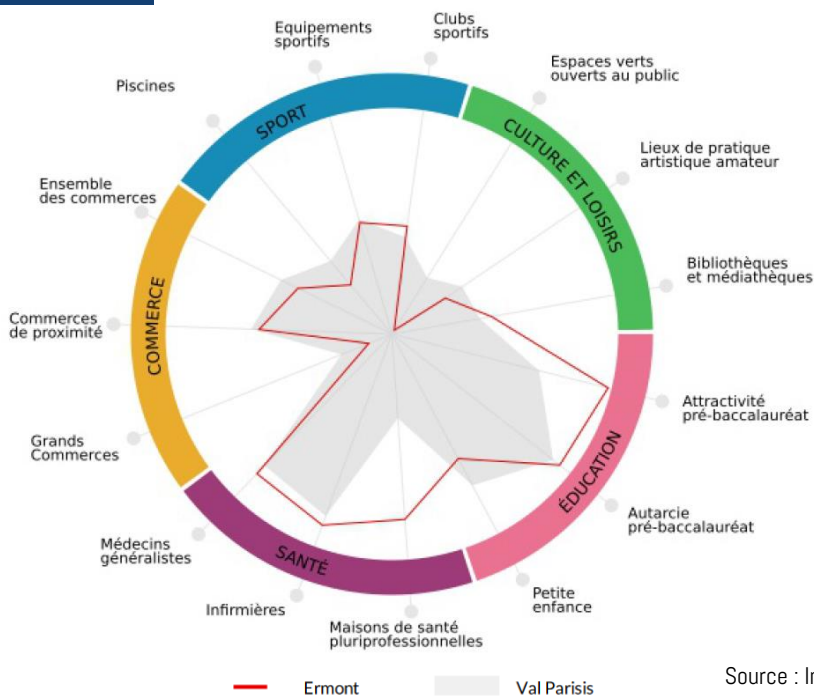 Clubs
sportifs
Equipements
sportifs
Espaces verts
ouverts au public
Piscines
SPORT
CULTURE ET LOISIRS
Lieux de pratique
artistique amateur
Ensemble
des commerces
Bibliothèques
et médiathèques
COMMERCE
Commerces
de proximité
Attractivité
pré-baccalauréat
Grands
Commerces
ÉDUCATION
Autarcie
pré-baccalauréat
Médecins
généralistes
SANTÉ
Infirmières
Petite
enfance
Maisons de santé
pluriprofessionnelles
Ermont
Val Parisis
Source :